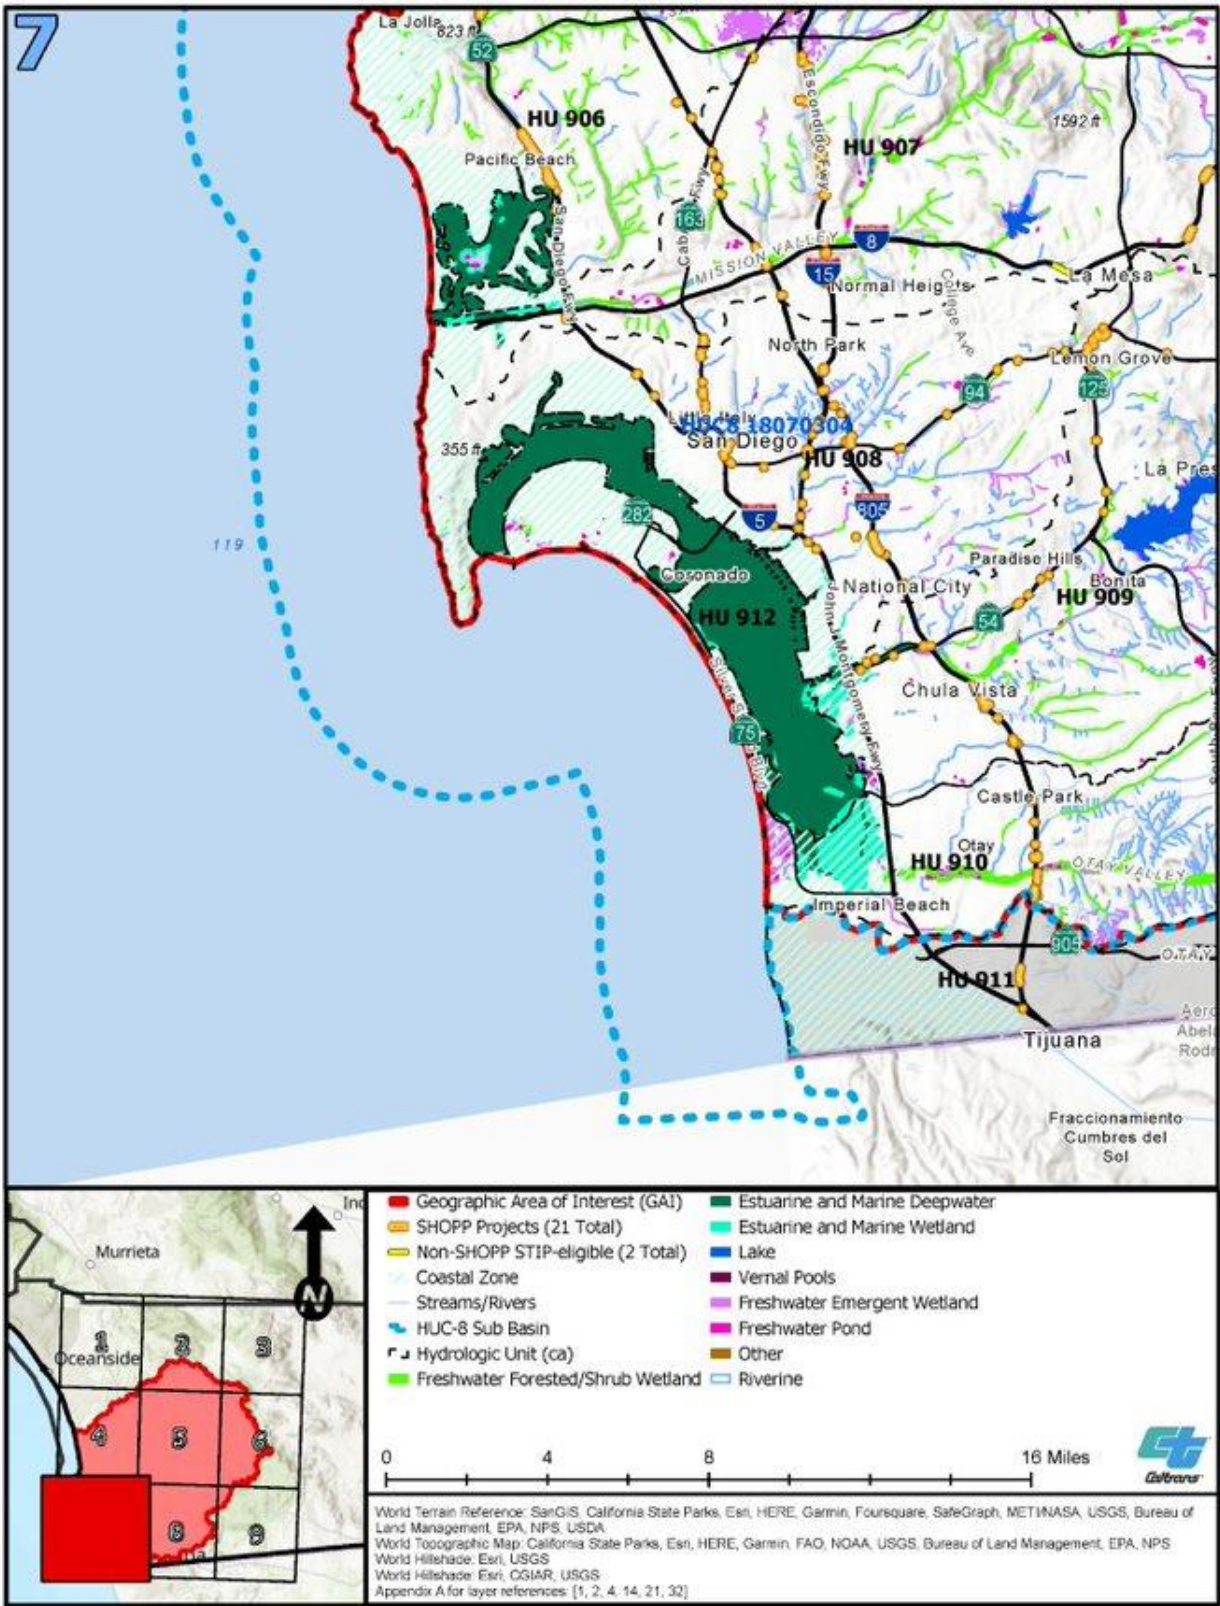 7
La Jolla
823 ft
52
HU 906
Escondido Fwy
1592 ft
HU 907
Pacific Beach
163
San Diego Fwy
MISSION VALLEY
8
15
La Mesa
Normal Heights
College Ave
North Park
Lemon Grove
94
125
Little Italy
HUC8 18070304
San Diego
355 ft
HU 908
La Pres
282
5
805
119
Paradise Hills
Coronado
National City
Bonita
HU 909
HU 912
54
John J Montgomery Fwy
Chula Vista
75
Castle Park
Otay
HU 910
OTAY VALLEY
Imperial Beach
905
OTAY
HU 911
Aero
Abela
Rodr
Tijuana
Fraccionamiento
Cumbres del
Sol
Murrieta
Oceanside
1
2
3
4
5
6
8
9
N
Geographic Area of Interest (GAI)
SHOPP Projects (21 Total)
Non-SHOPP STIP-eligible (2 Total)
Coastal Zone
Streams/Rivers
HUC-8 Sub Basin
Hydrologic Unit (ca)
Freshwater Forested/Shrub Wetland
Estuarine and Marine Deepwater
Estuarine and Marine Wetland
Lake
Vernal Pools
Freshwater Emergent Wetland
Freshwater Pond
Other
Riverine
0 4 8 16 Miles
Caltrans
World Terrain Reference: SanGIS, California State Parks, Esri, HERE, Garmin, Foursquare, SafeGraph, METI/NASA, USGS, Bureau of
Land Management, EPA, NPS, USDA
World Topographic Map: California State Parks, Esri, HERE, Garmin, FAO, NOAA, USGS, Bureau of Land Management, EPA, NPS
World Hillshade: Esri, USGS
World Hillshade: Esri, CGIAR, USGS
Appendix A for layer references: [1, 2, 4, 14, 21, 32]